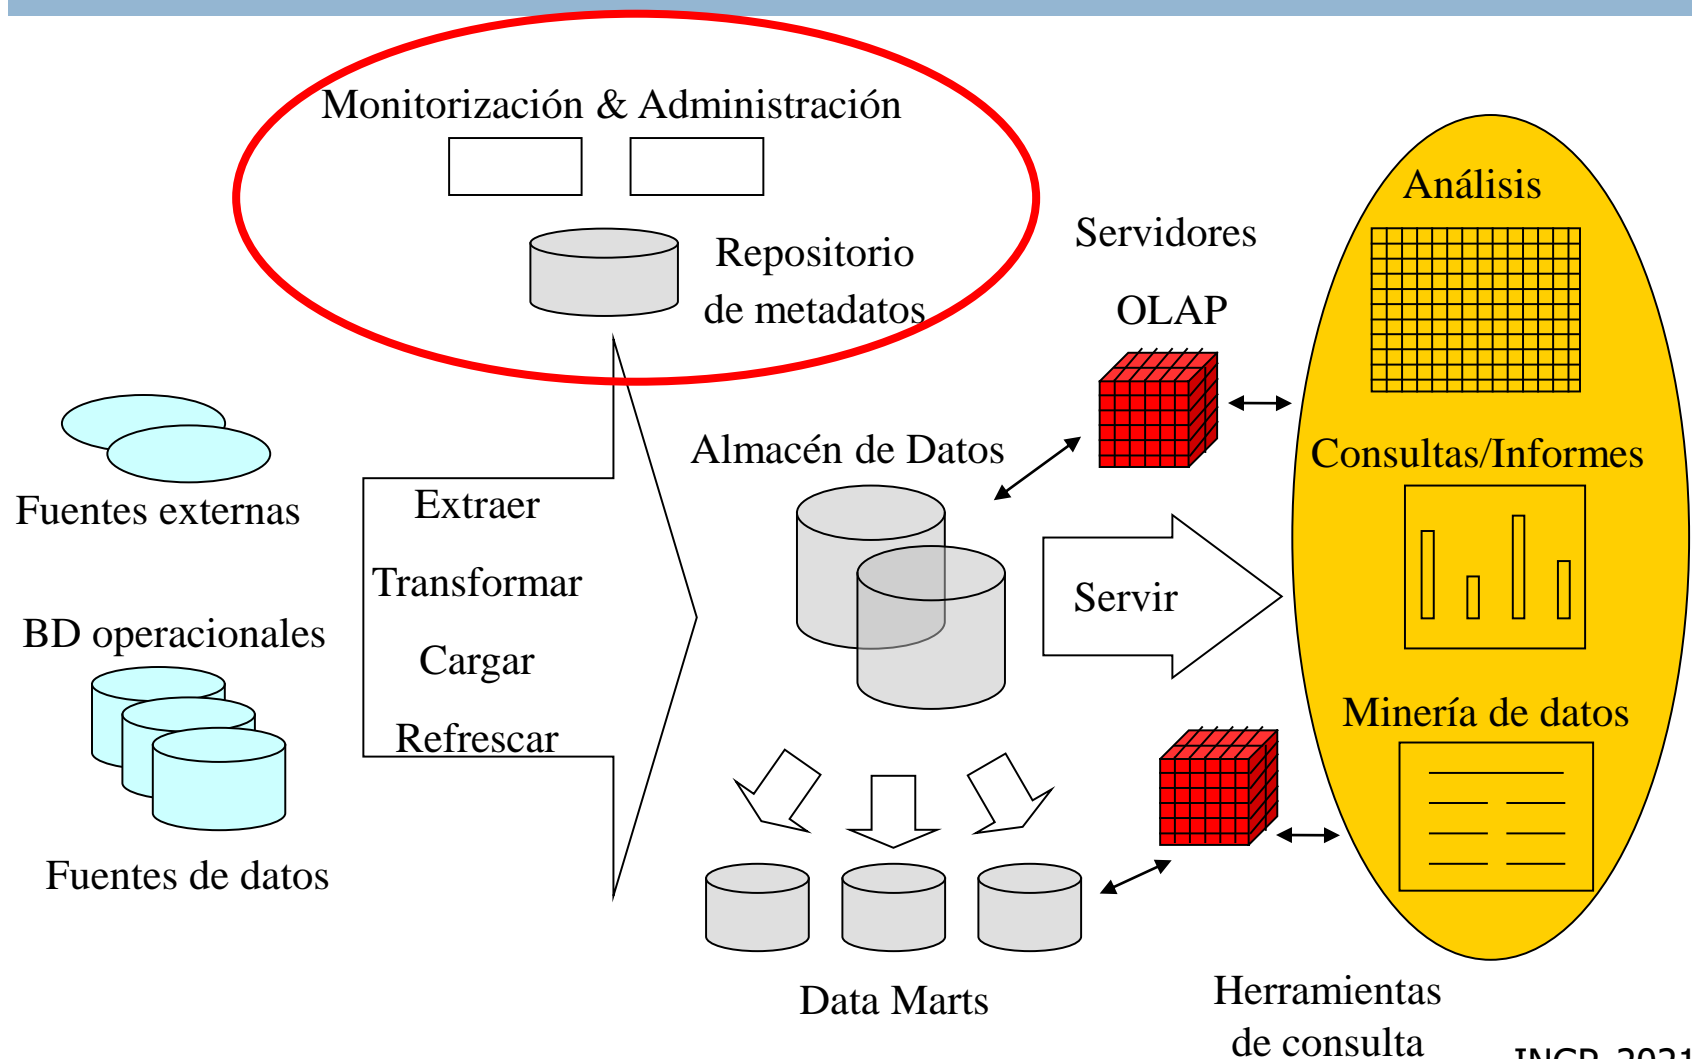 Monitorización & Administración
Repositorio
de metadatos
Servidores
OLAP
Análisis
Consultas/Informes
Minería de datos
Fuentes externas
BD operacionales
Fuentes de datos
Extraer
Transformar
Cargar
Refrescar
Almacén de Datos
Servir
Data Marts
Herramientas
de consulta